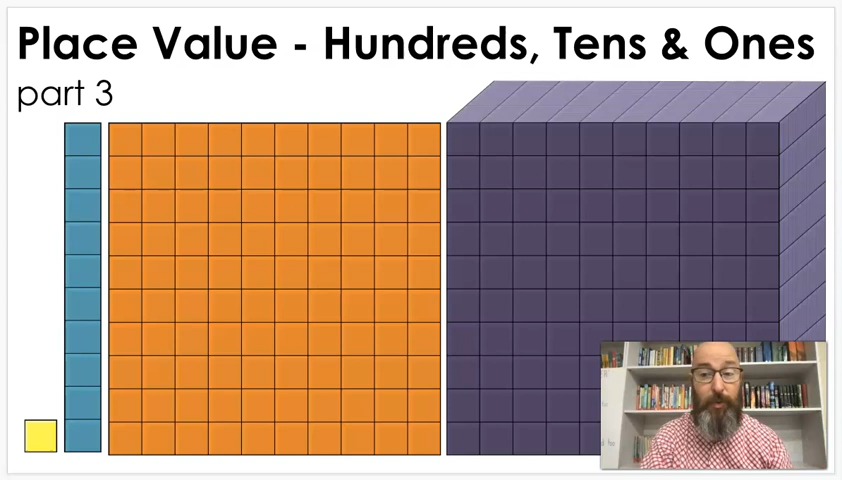 Place Value - Hundreds, Tens & Ones
part 3